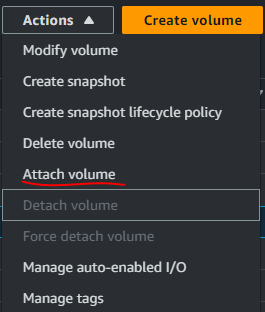 Actions ▲ Create volume
Modify volume
Create snapshot
Create snapshot lifecycle policy
Delete volume
Attach volume
Detach volume
Force detach volume
Manage auto-enabled I/O
Manage tags